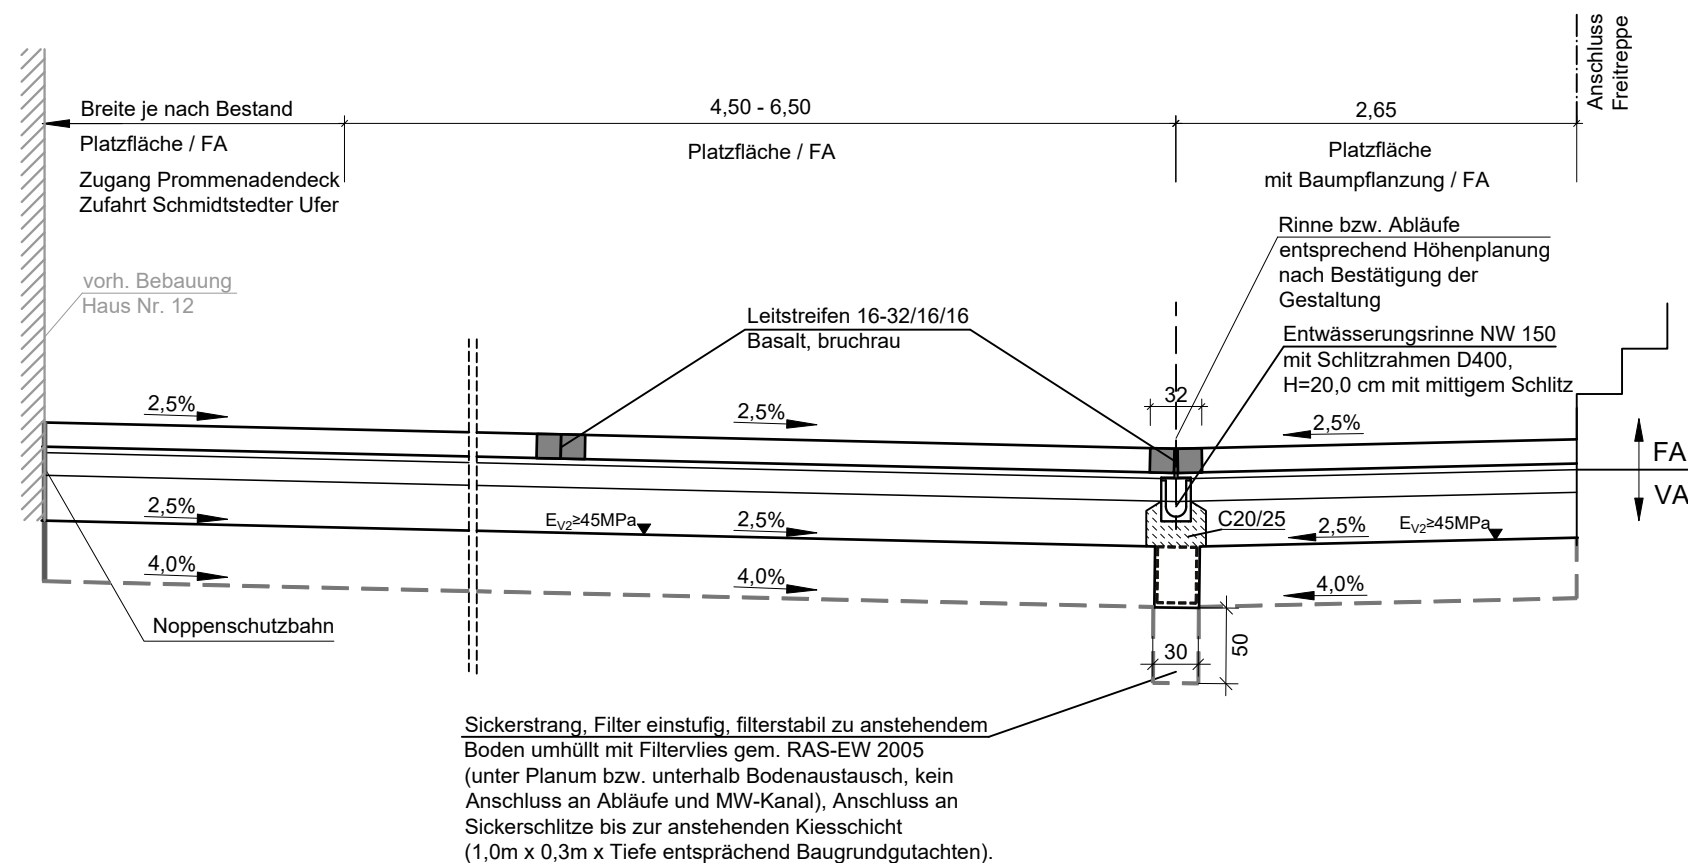 Anschluss
Freitreppe
Breite je nach Bestand
4,50 - 6,50
2,65
Platzfläche / FA
Platzfläche / FA
Platzfläche
mit Baumpflanzung / FA
Zugang Prommenadendeck
Zufahrt Schmidtstedter Ufer
Rinne bzw. Abläufe
entsprechend Höhenplanung
nach Bestätigung der
Gestaltung
vorh. Bebauung
Haus Nr. 12
Leitstreifen 16-32/16/16
Basalt, bruchrau
Entwässerungsrinne NW 150
mit Schlitzrahmen D400,
H=20,0 cm mit mittigem Schlitz
32
2,5%
2,5%
2,5%
FA
VA
2,5%
EV2≥45MPa
2,5%
C20/25
2,5%
EV2≥45MPa
4,0%
4,0%
4,0%
Noppenschutzbahn
30
50
Sickerstrang, Filter einstufig, filterstabil zu anstehendem
Boden umhüllt mit Filtervlies gem. RAS-EW 2005
(unter Planum bzw. unterhalb Bodenaustausch, kein
Anschluss an Abläufe und MW-Kanal), Anschluss an
Sickerschlitze bis zur anstehenden Kiesschicht
(1,0m x 0,3m x Tiefe entsprächend Baugrundgutachten).